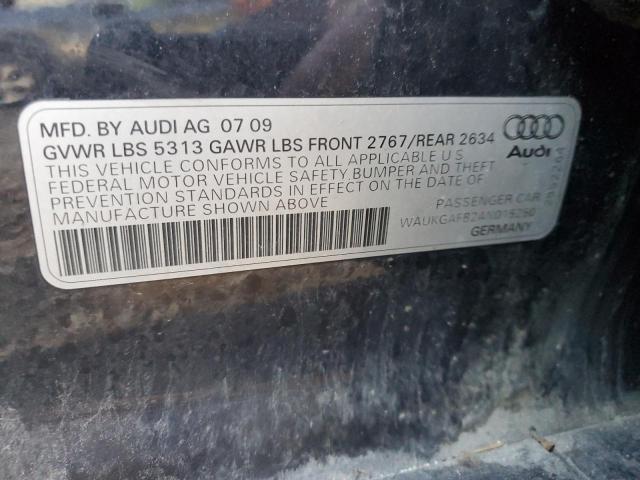 MFD. BY AUDI AG 07 09
GVWR LBS 5313 GAWR LBS FRONT 2767/REAR 2634
THIS VEHICLE CONFORMS TO ALL APPLICABLE U S
FEDERAL MOTOR VEHICLE SAFETY, BUMPER AND THEFT
PREVENTION STANDARDS IN EFFECT ON THE DATE OF
MANUFACTURE SHOWN ABOVE
Audi
PASSENGER CAR
WAUKGAFB2AN015260
GERMANY